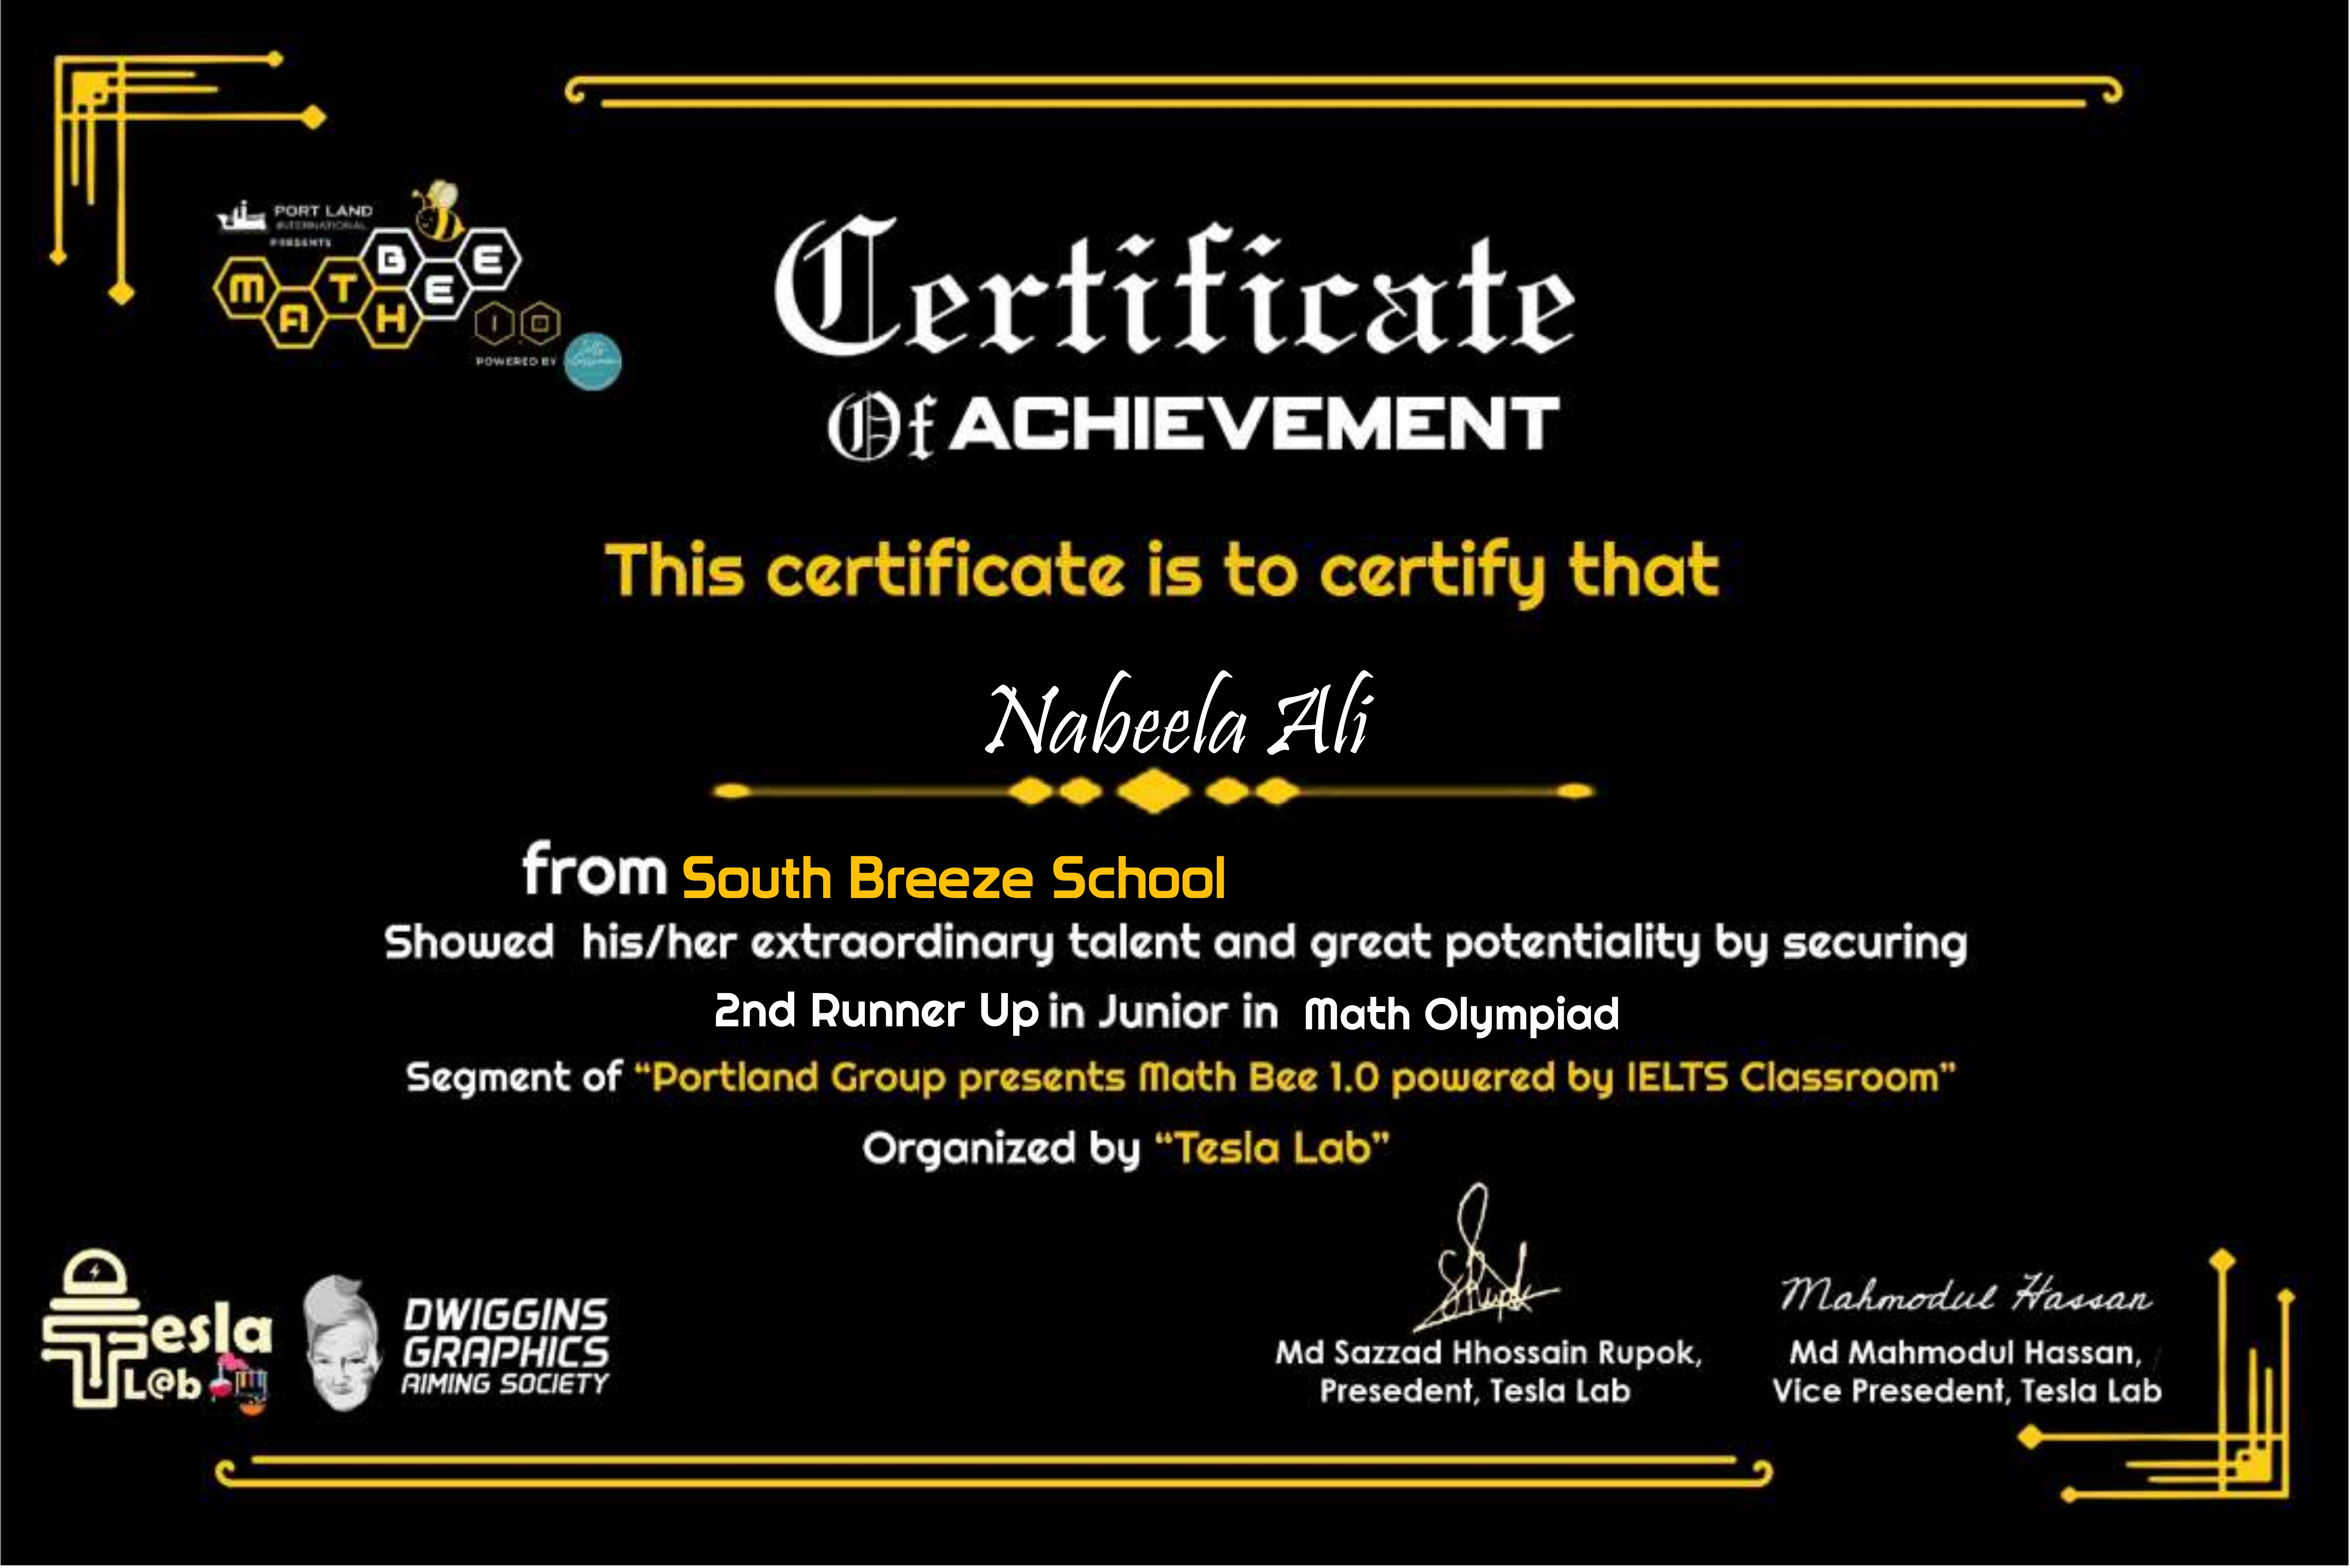 PORT LAND
INTERNATIONAL
PRESENTS
MATH BEE
1.0
POWERED BY
Certificate
Of ACHIEVEMENT
This certificate is to certify that
Nabeela Ali
from South Breeze School
Showed his/her extraordinary talent and great potentiality by securing
2nd Runner Up in Junior in Math Olympiad
Segment of “Portland Group presents Math Bee 1.0 powered by IELTS Classroom”
Organized by “Tesla Lab”
Tesla
L@b
DWIGGINS
GRAPHICS
AIMING SOCIETY
Md Sazzad Hhossain Rupok,
Presedent, Tesla Lab
Mahmodul Hassan
Md Mahmodul Hassan,
Vice Presedent, Tesla Lab